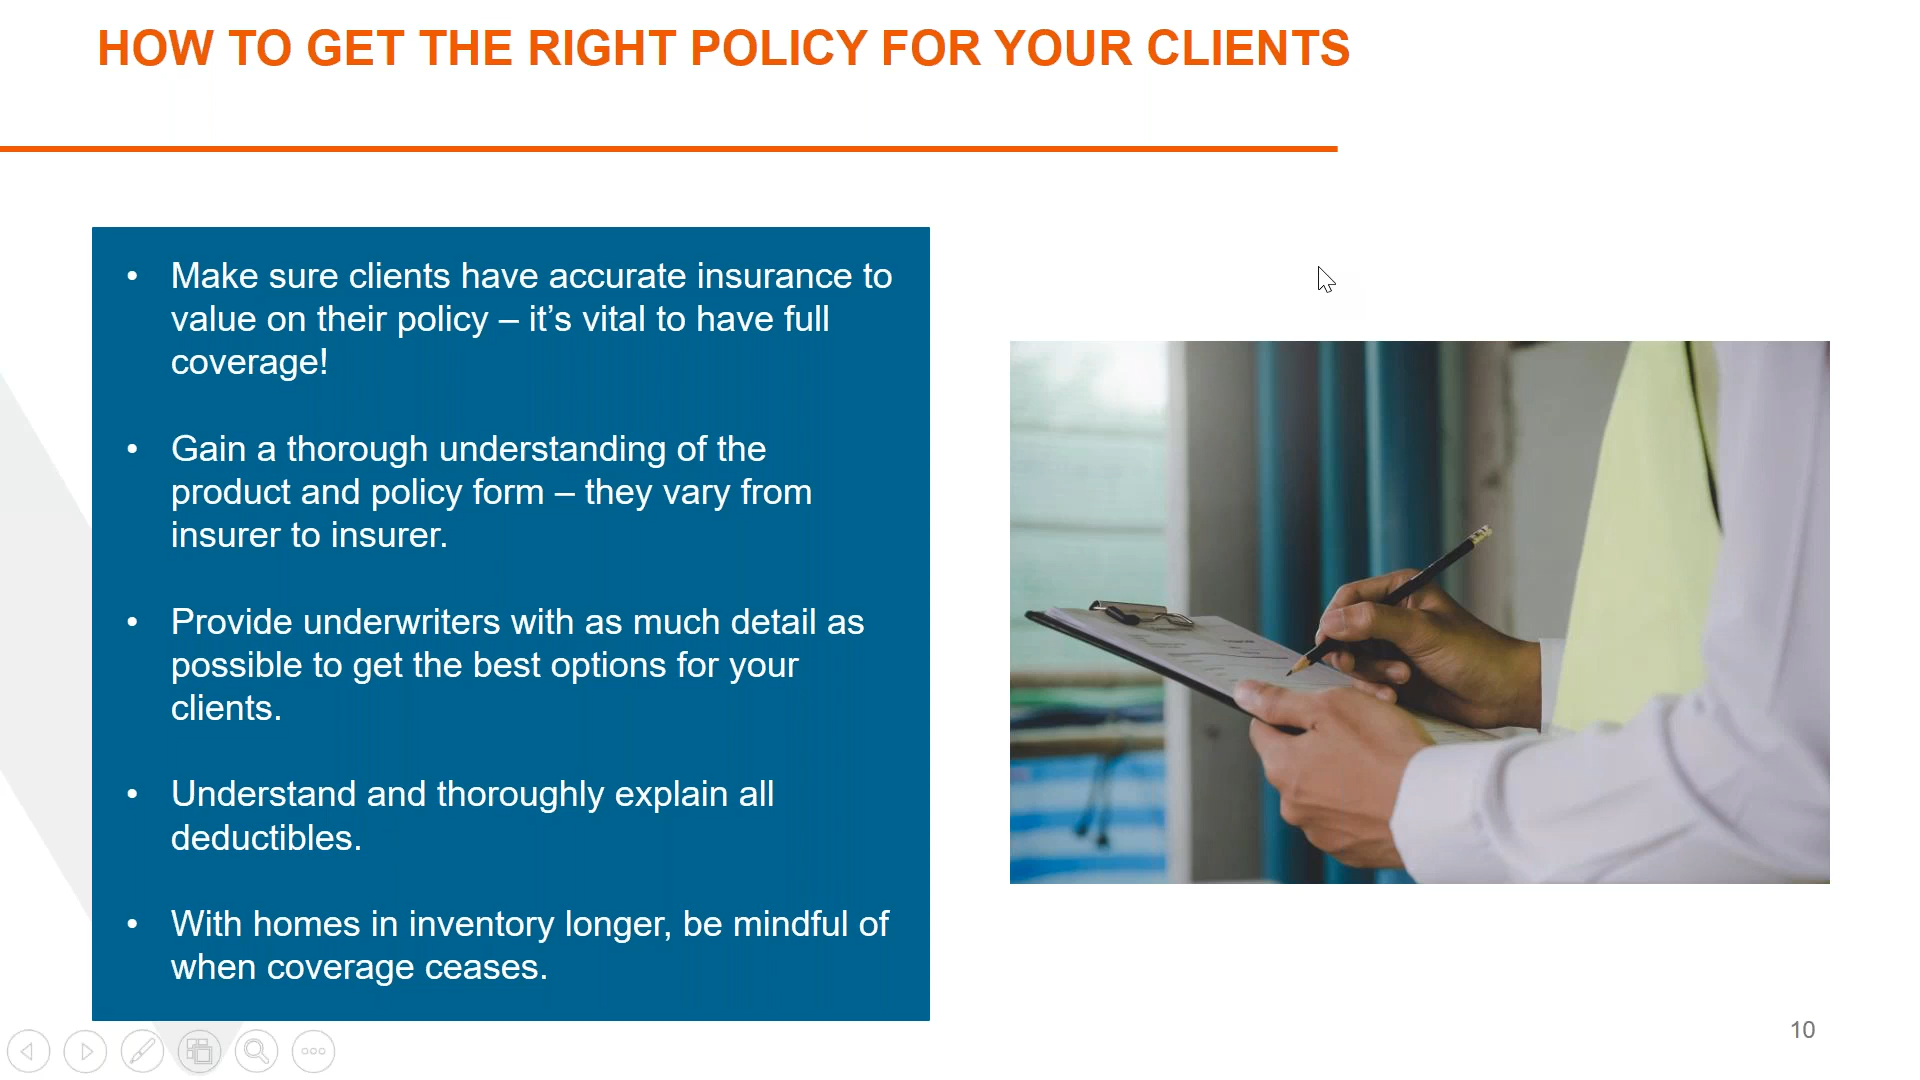 HOW TO GET THE RIGHT POLICY FOR YOUR CLIENTS
• Make sure clients have accurate insurance to
value on their policy – it’s vital to have full
coverage!
• Gain a thorough understanding of the
product and policy form – they vary from
insurer to insurer.
• Provide underwriters with as much detail as
possible to get the best options for your
clients.
• Understand and thoroughly explain all
deductibles.
• With homes in inventory longer, be mindful of
when coverage ceases.
10